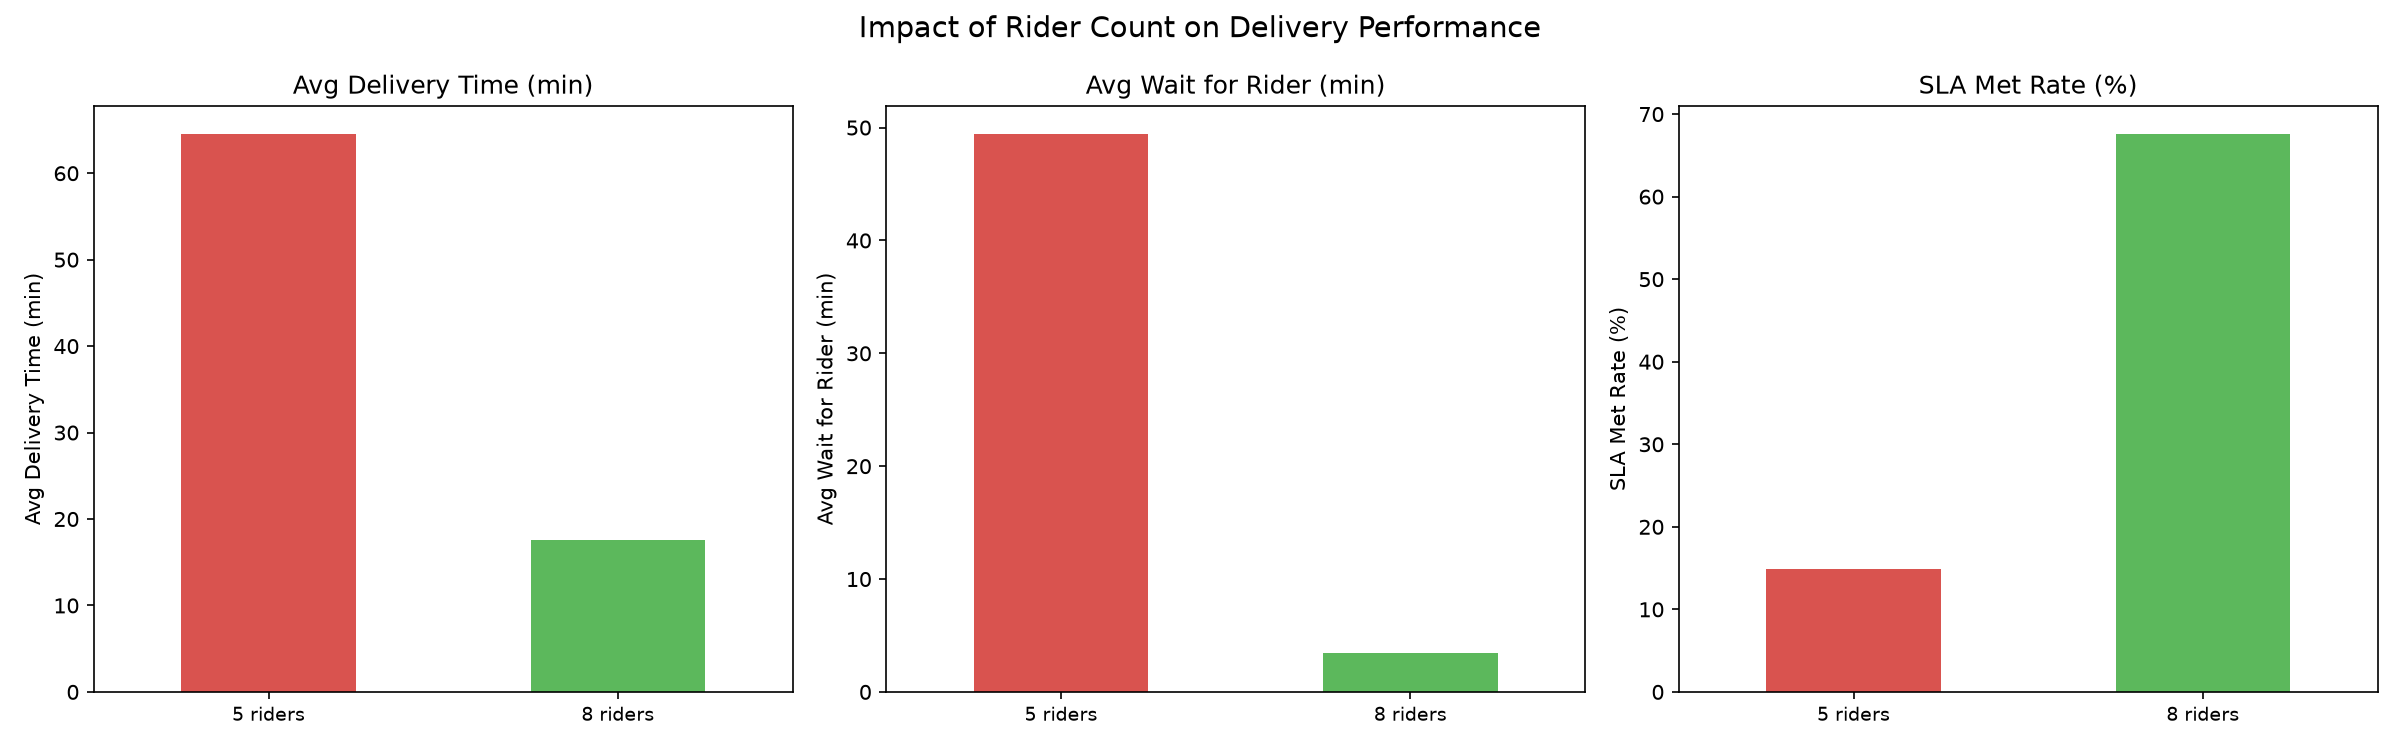 Impact of Rider Count on Delivery Performance
Avg Delivery Time (min)
Avg Delivery Time (min)
60
50
40
30
20
10
0
5 riders
8 riders
Avg Wait for Rider (min)
Avg Wait for Rider (min)
50
40
30
20
10
0
5 riders
8 riders
SLA Met Rate (%)
SLA Met Rate (%)
70
60
50
40
30
20
10
0
5 riders
8 riders